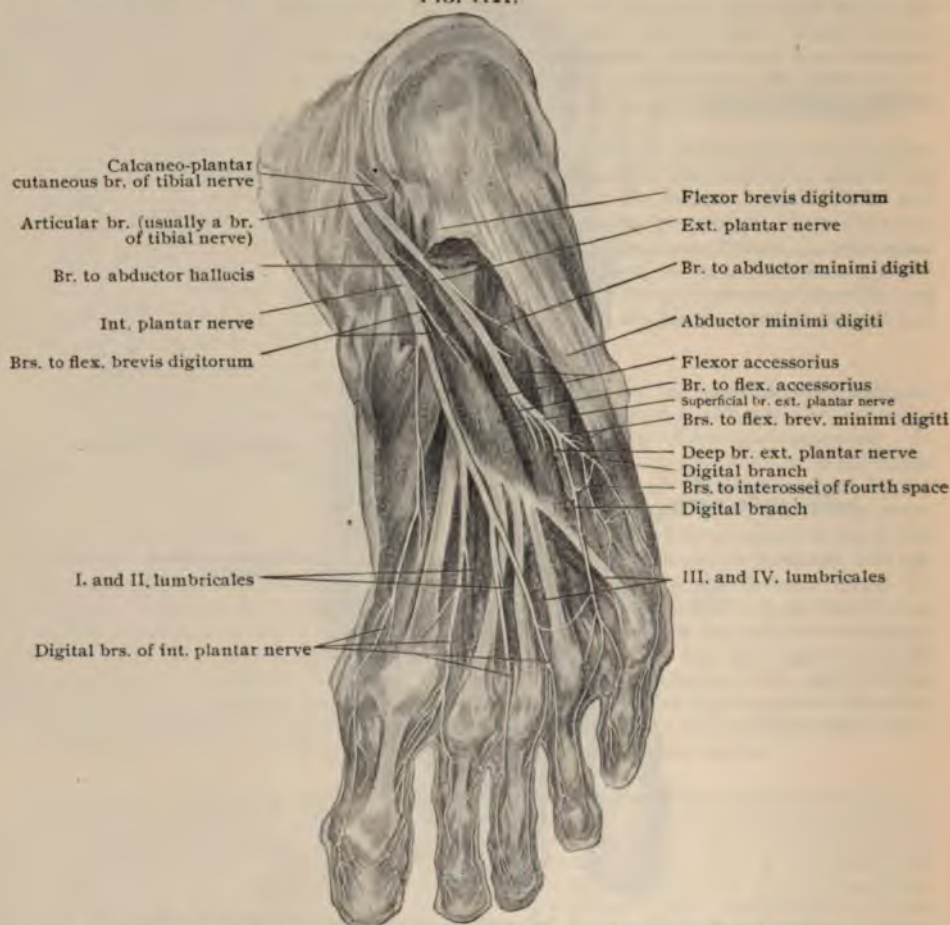 Calcaneo-plantar
cutaneous br. of tibial nerve
Articular br. (usually a br.
of tibial nerve)
Br. to abductor hallucis
Int. plantar nerve
Brs. to flex. brevis digitorum
I. and II. lumbricales
Digital brs. of int. plantar nerve
Flexor brevis digitorum
Ext. plantar nerve
Br. to abductor minimi digiti
Abductor minimi digiti
Flexor accessorius
Br. to flex. accessorius
Superficial br. ext. plantar nerve
Brs. to flex. brev. minimi digiti
Deep br. ext. plantar nerve
Digital branch
Brs. to interossei of fourth space
Digital branch
III. and IV. lumbricales